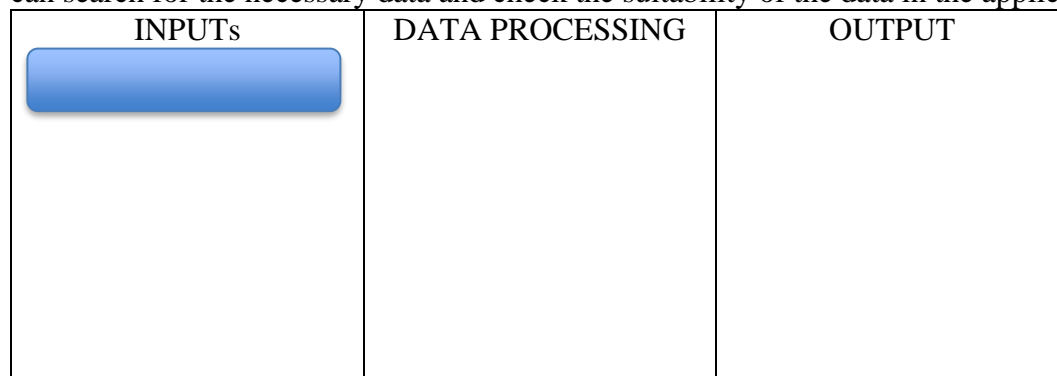 can search for the necessary data and check the suitability of the data in the
INPUTs DATA PROCESSING OUTPUT